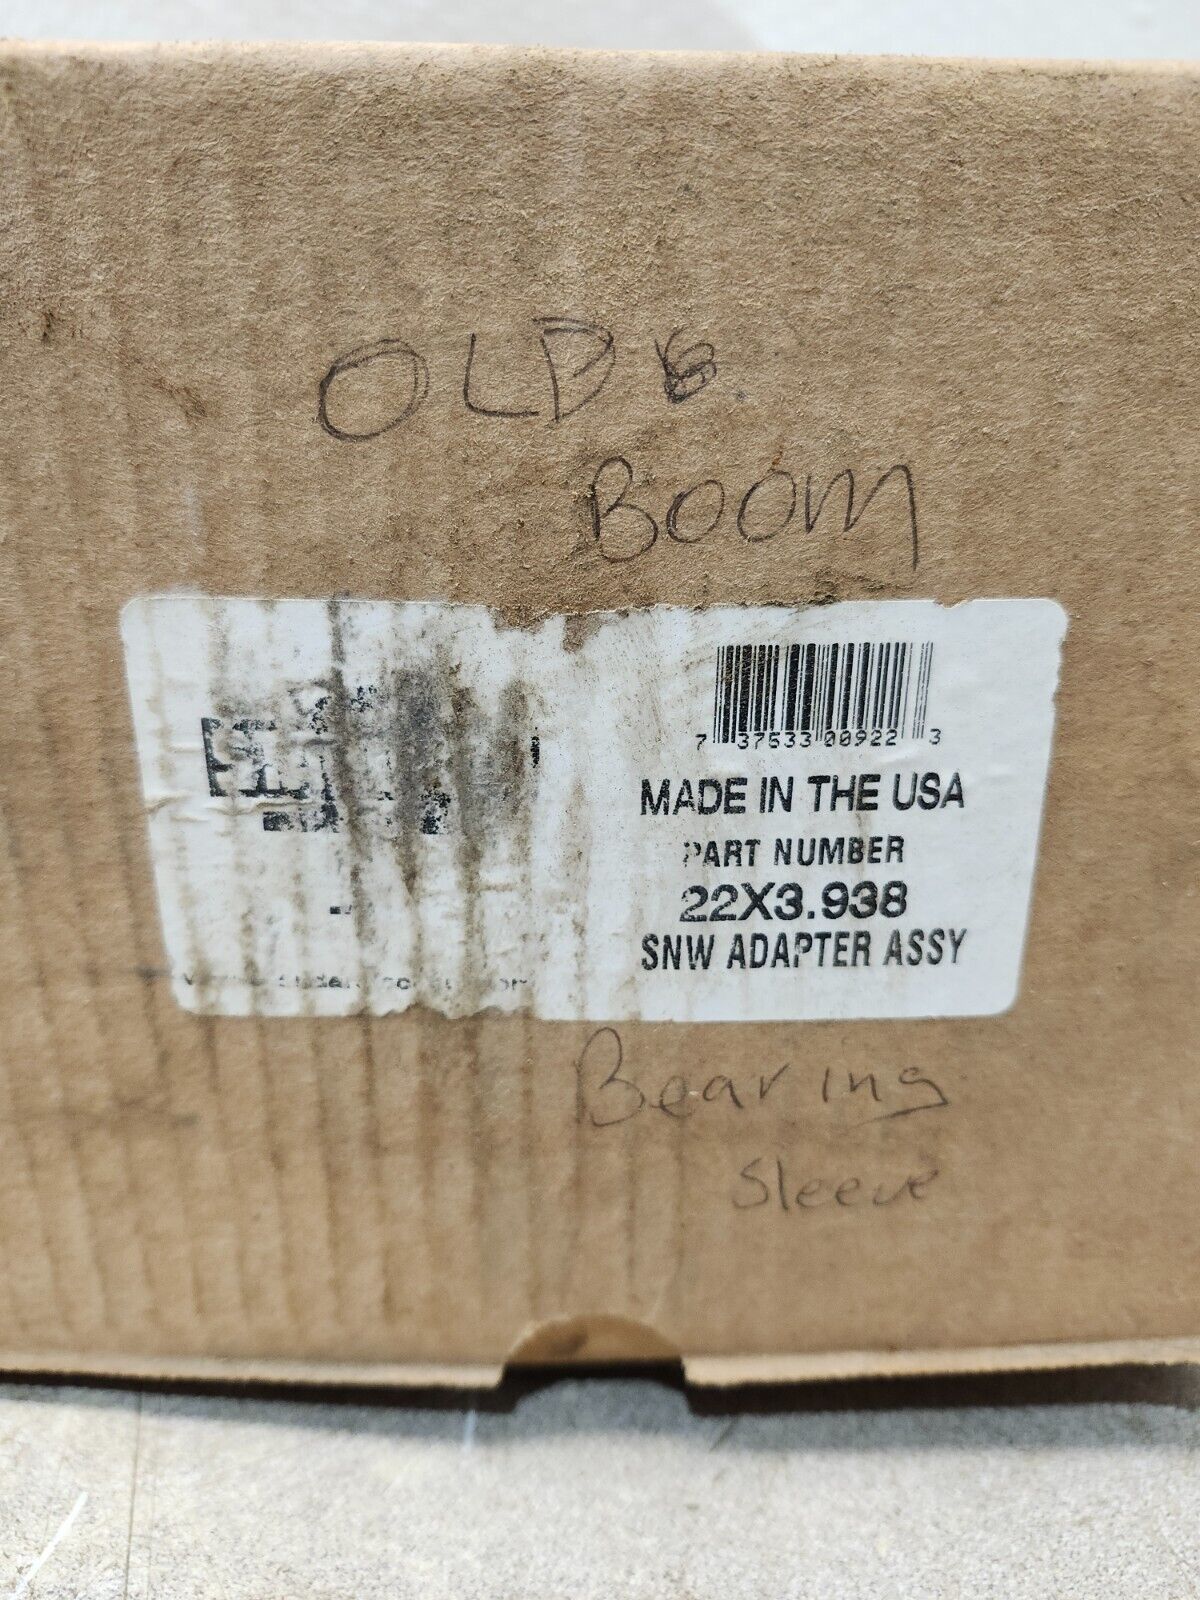 OLD
BOOM
7 37533 00922 3
MADE IN THE USA
PART NUMBER
22X3.938
SNW ADAPTER ASSY
Bearing
Sleeve